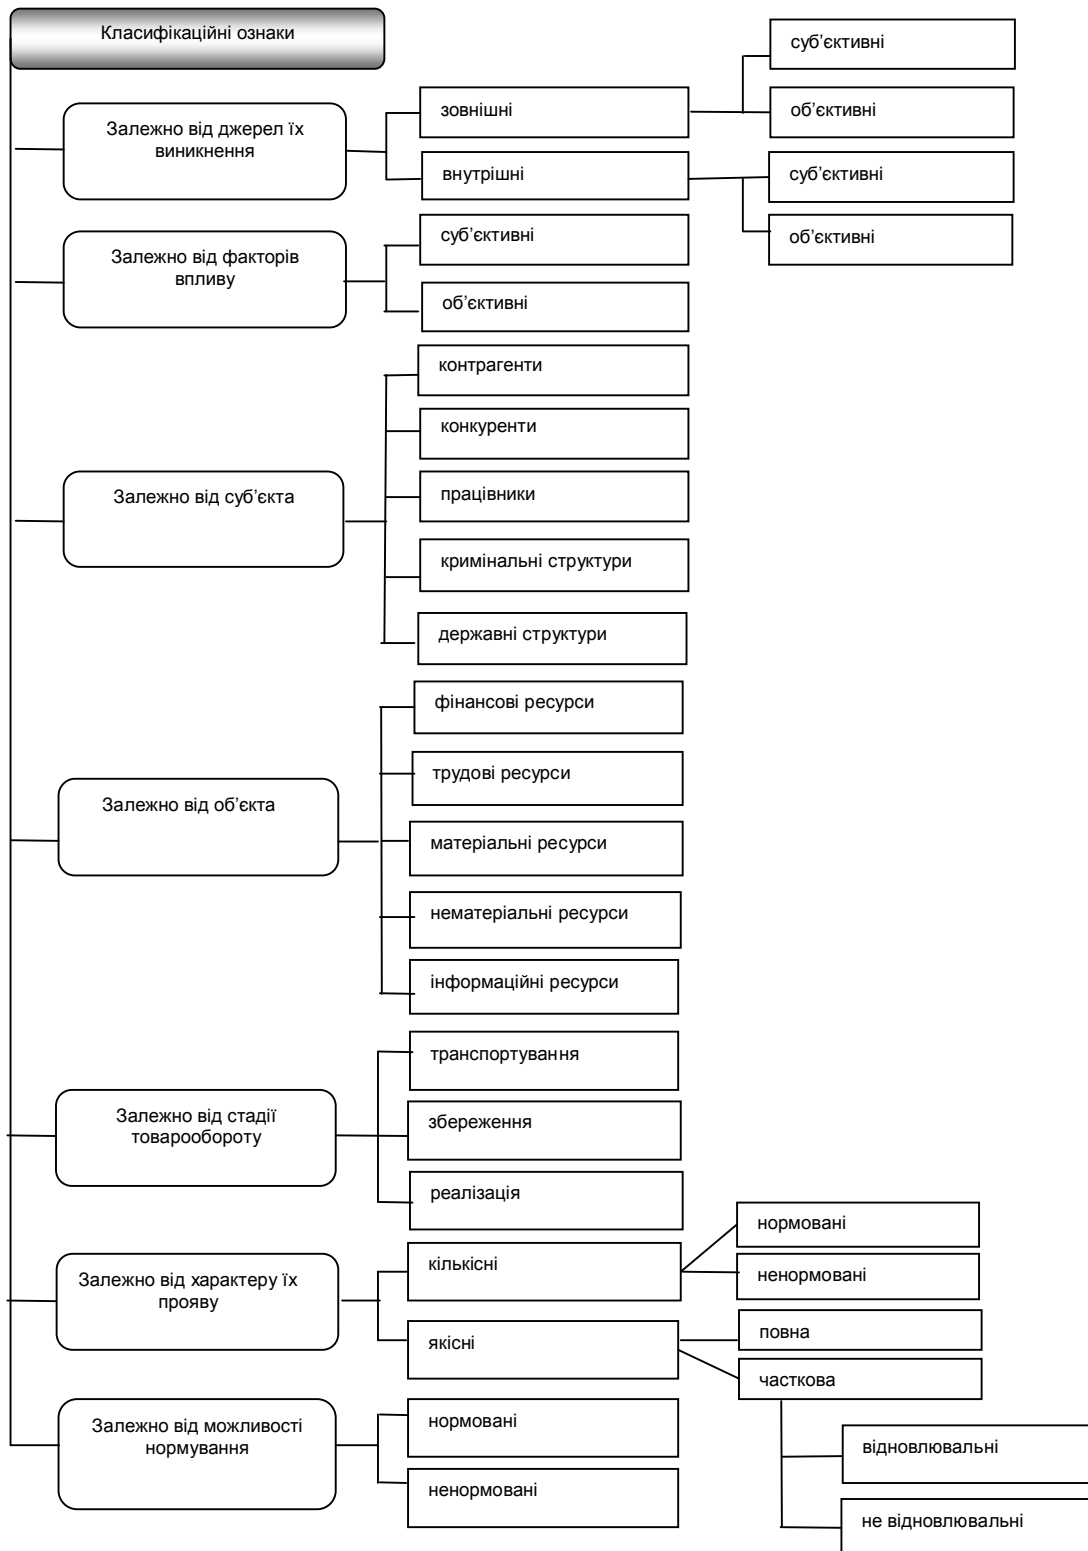 Класифікаційні ознаки
Залежно від джерел їх
виникнення
зовнішні
суб’єктивні
об’єктивні
внутрішні
суб’єктивні
об’єктивні
Залежно від факторів
впливу
суб’єктивні
об’єктивні
Залежно від суб’єкта
контрагенти
конкуренти
працівники
кримінальні структури
державні структури
Залежно від об’єкта
фінансові ресурси
трудові ресурси
матеріальні ресурси
нематеріальні ресурси
інформаційні ресурси
Залежно від стадії
товарообороту
транспортування
збереження
реалізація
Залежно від характеру їх
прояву
кількісні
нормовані
ненормовані
якісні
повна
часткова
відновлювальні
не відновлювальні
Залежно від можливості
нормування
нормовані
ненормовані